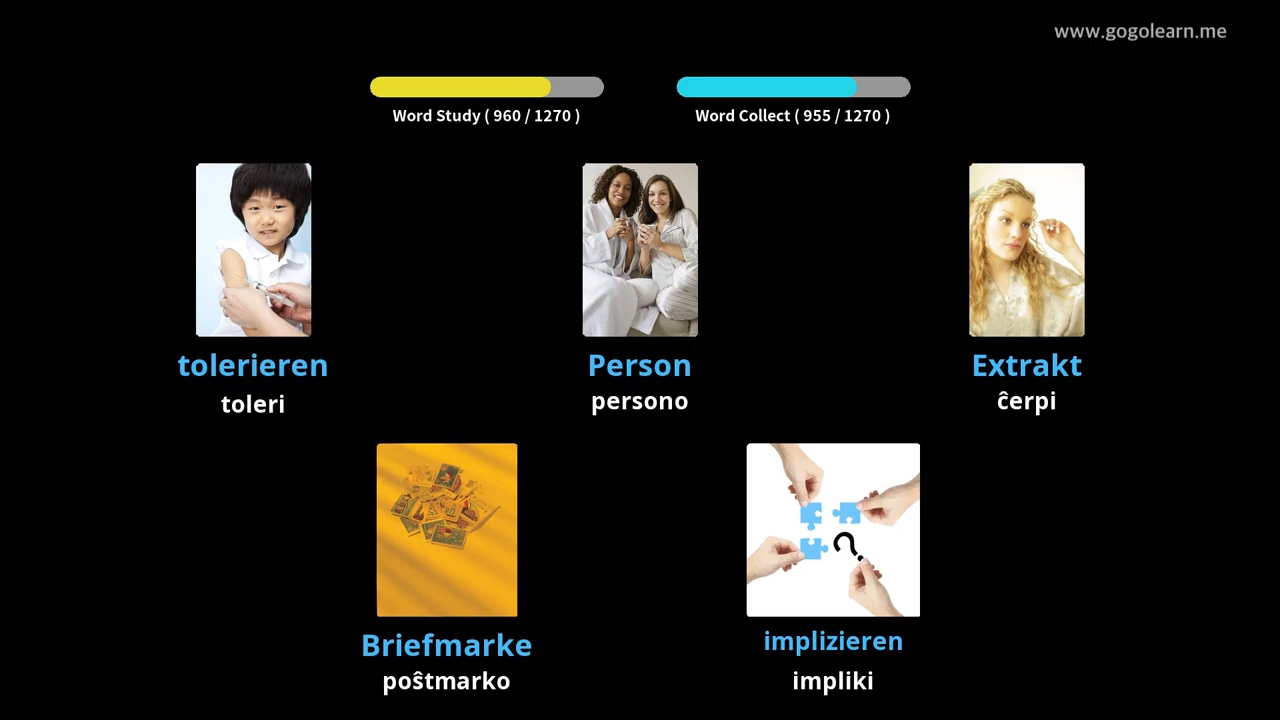 www.gogolearn.me
Word Study ( 960 / 1270 )
Word Collect ( 955 / 1270 )
tolerieren
toleri
Person
persono
Extrakt
ĉerpi
Briefmarke
poŝtmarko
implizieren
impliki